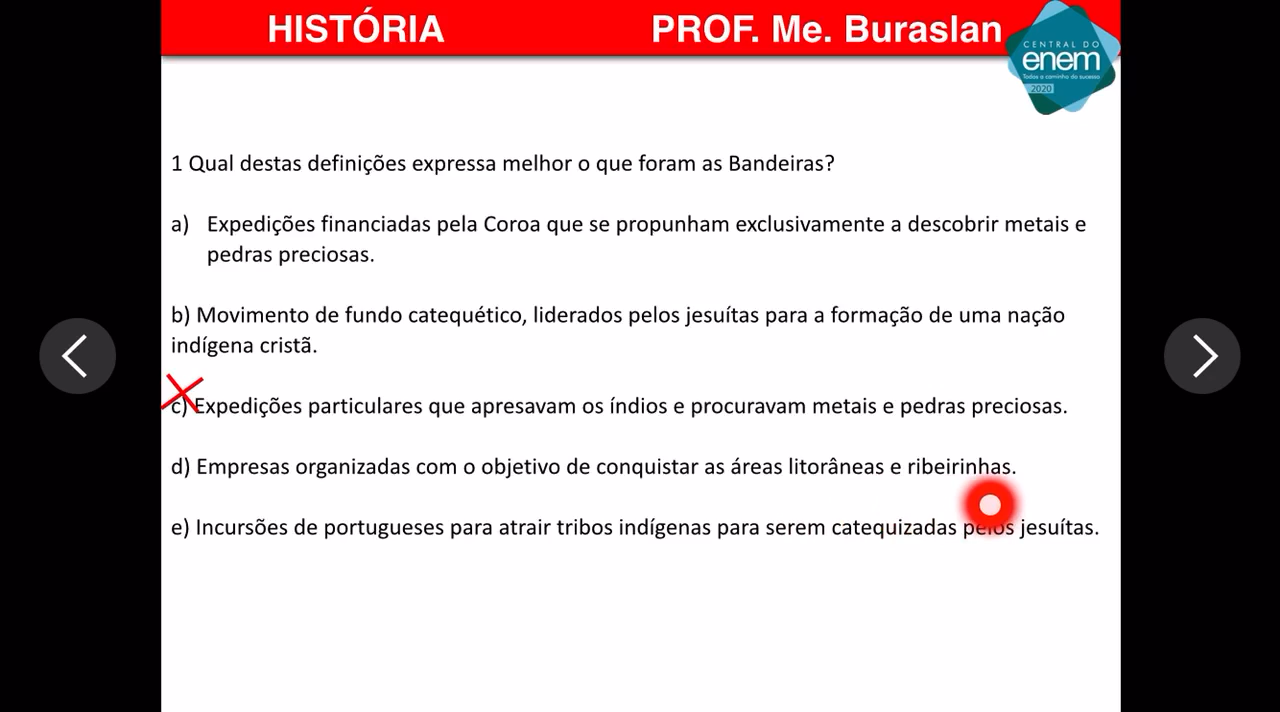 HISTÓRIA PROF. Me. Buraslan
CENTRAL DO
enem
Todos a caminho do sucesso
2020
1 Qual destas definições expressa melhor o que foram as Bandeiras?
a) Expedições financiadas pela Coroa que se propunham exclusivamente a descobrir metais e
pedras preciosas.
b) Movimento de fundo catequético, liderados pelos jesuítas para a formação de uma nação
indígena cristã.
c) Expedições particulares que apresavam os índios e procuravam metais e pedras preciosas.
d) Empresas organizadas com o objetivo de conquistar as áreas litorâneas e ribeirinhas.
e) Incursões de portugueses para atrair tribos indígenas para serem catequizadas pelos jesuítas.